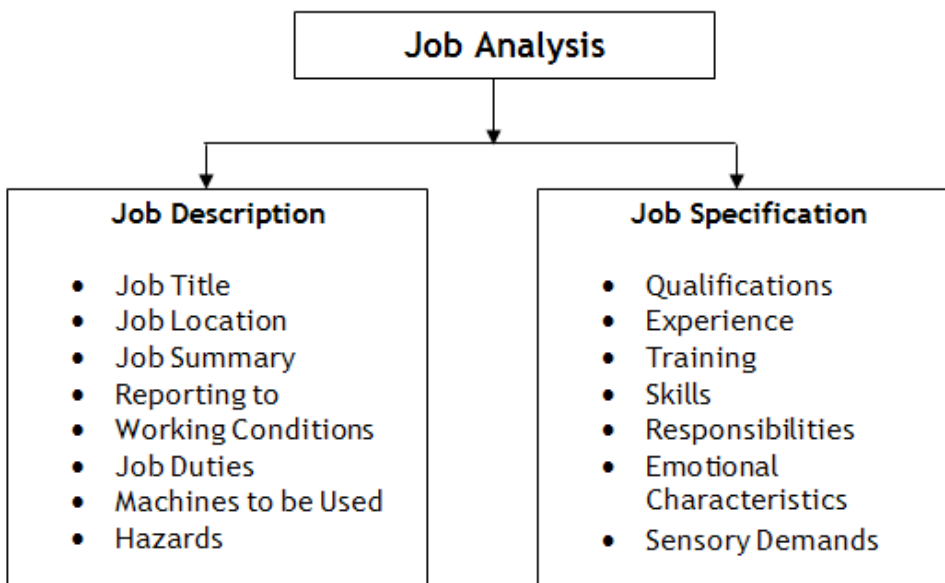 Job Analysis
Job Description
• Job Title
• Job Location
• Job Summary
• Reporting to
• Working Conditions
• Job Duties
• Machines to be Used
• Hazards
Job Specification
• Qualifications
• Experience
• Training
• Skills
• Responsibilities
• Emotional
Characteristics
• Sensory Demands